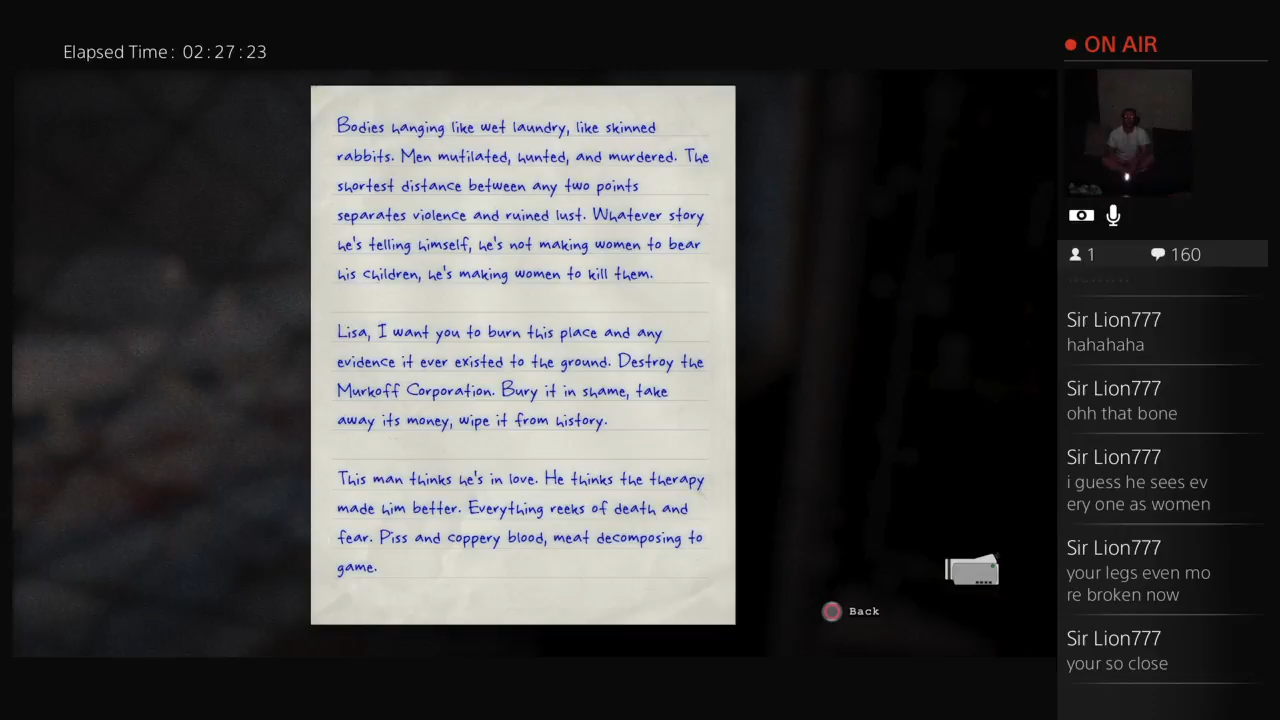 Elapsed Time: 02:27:23
ON AIR
Bodies hanging like wet laundry, like skinned
rabbits. Men mutilated, hunted, and murdered. The
shortest distance between any two points
separates violence and ruined lust. Whatever story
he's telling himself, he's not making women to bear
his children, he's making women to kill them.
Lisa, I want you to burn this place and any
evidence it ever existed to the ground. Destroy the
Murkoff Corporation. Bury it in shame, take
away its money, wipe it from history.
This man thinks he's in love. He thinks the therapy
made him better. Everything reeks of death and
fear. Piss and coppery blood, meat decomposing to
game.
Back
1 160
Sir Lion777
hahahaha
Sir Lion777
ohh that bone
Sir Lion777
i guess he sees ev
ery one as women
Sir Lion777
your legs even mo
re broken now
Sir Lion777
your so close